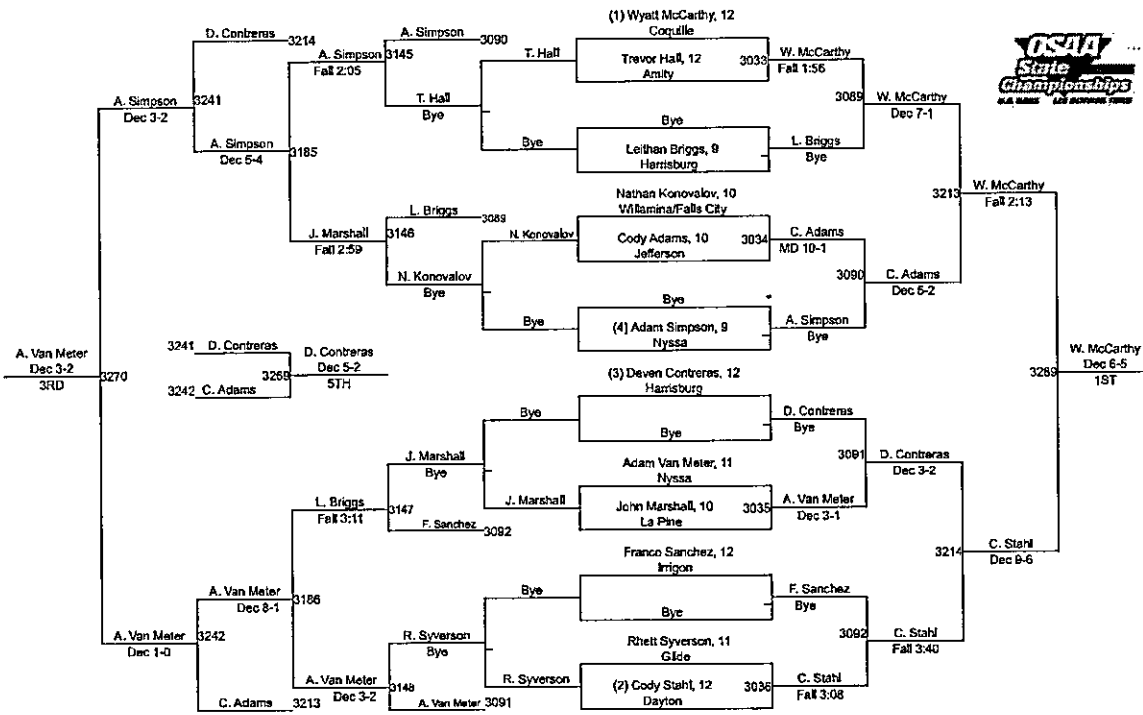 (1) Wyatt McCarthy, 12
Coquille
A. Simpson
3090
D. Contreras
3214
A. Simpson
3145
Fall 2:05
T. Hall
Trevor Hall, 12
3033
Amity
W. McCarthy
Fall 1:56
OSAA
State
Championships
A. Simpson
3241
Dec 3-2
T. Hall
Bye
3089
W. McCarthy
Dec 7-1
Bye
A. Simpson
3185
Dec 5-4
Bye
Leithan Briggs, 9
Harrisburg
L. Briggs
Bye
Nathan Konovalov, 10
Willamina/Falls City
3213
W. McCarthy
Fall 2:13
L. Briggs
3089
J. Marshall
3146
Fall 2:59
N. Konovalov
Cody Adams, 10
3034
Jefferson
C. Adams
MD 10-1
N. Konovalov
Bye
3090
C. Adams
Dec 5-2
Bye
Bye
(4) Adam Simpson, 9
Nyssa
A. Simpson
Bye
A. Van Meter
Dec 3-2
3RD
3270
3241
D. Contreras
3242
C. Adams
3269
D. Contreras
Dec 5-2
5TH
W. McCarthy
Dec 6-5
1ST
3269
(3) Deven Contreras, 12
Harrisburg
Bye
Bye
D. Contreras
Bye
J. Marshall
Bye
Adam Van Meter, 11
Nyssa
3091
D. Contreras
Dec 3-2
L. Briggs
3147
Fall 3:11
J. Marshall
John Marshall, 10
3035
La Pine
A. Van Meter
Dec 3-1
F. Sanchez
3092
Franco Sanchez, 12
Irrigon
3214
C. Stahl
Dec 9-6
A. Van Meter
3186
Dec 8-1
Bye
Bye
F. Sanchez
Bye
A. Van Meter
3242
Dec 1-0
R. Syverson
Bye
Rhett Syverson, 11
Glide
3092
C. Stahl
Fall 3:40
C. Adams
3213
A. Van Meter
3148
Dec 3-2
R. Syverson
(2) Cody Stahl, 12
3036
Dayton
C. Stahl
Fall 3:08
A. Van Meter
3091